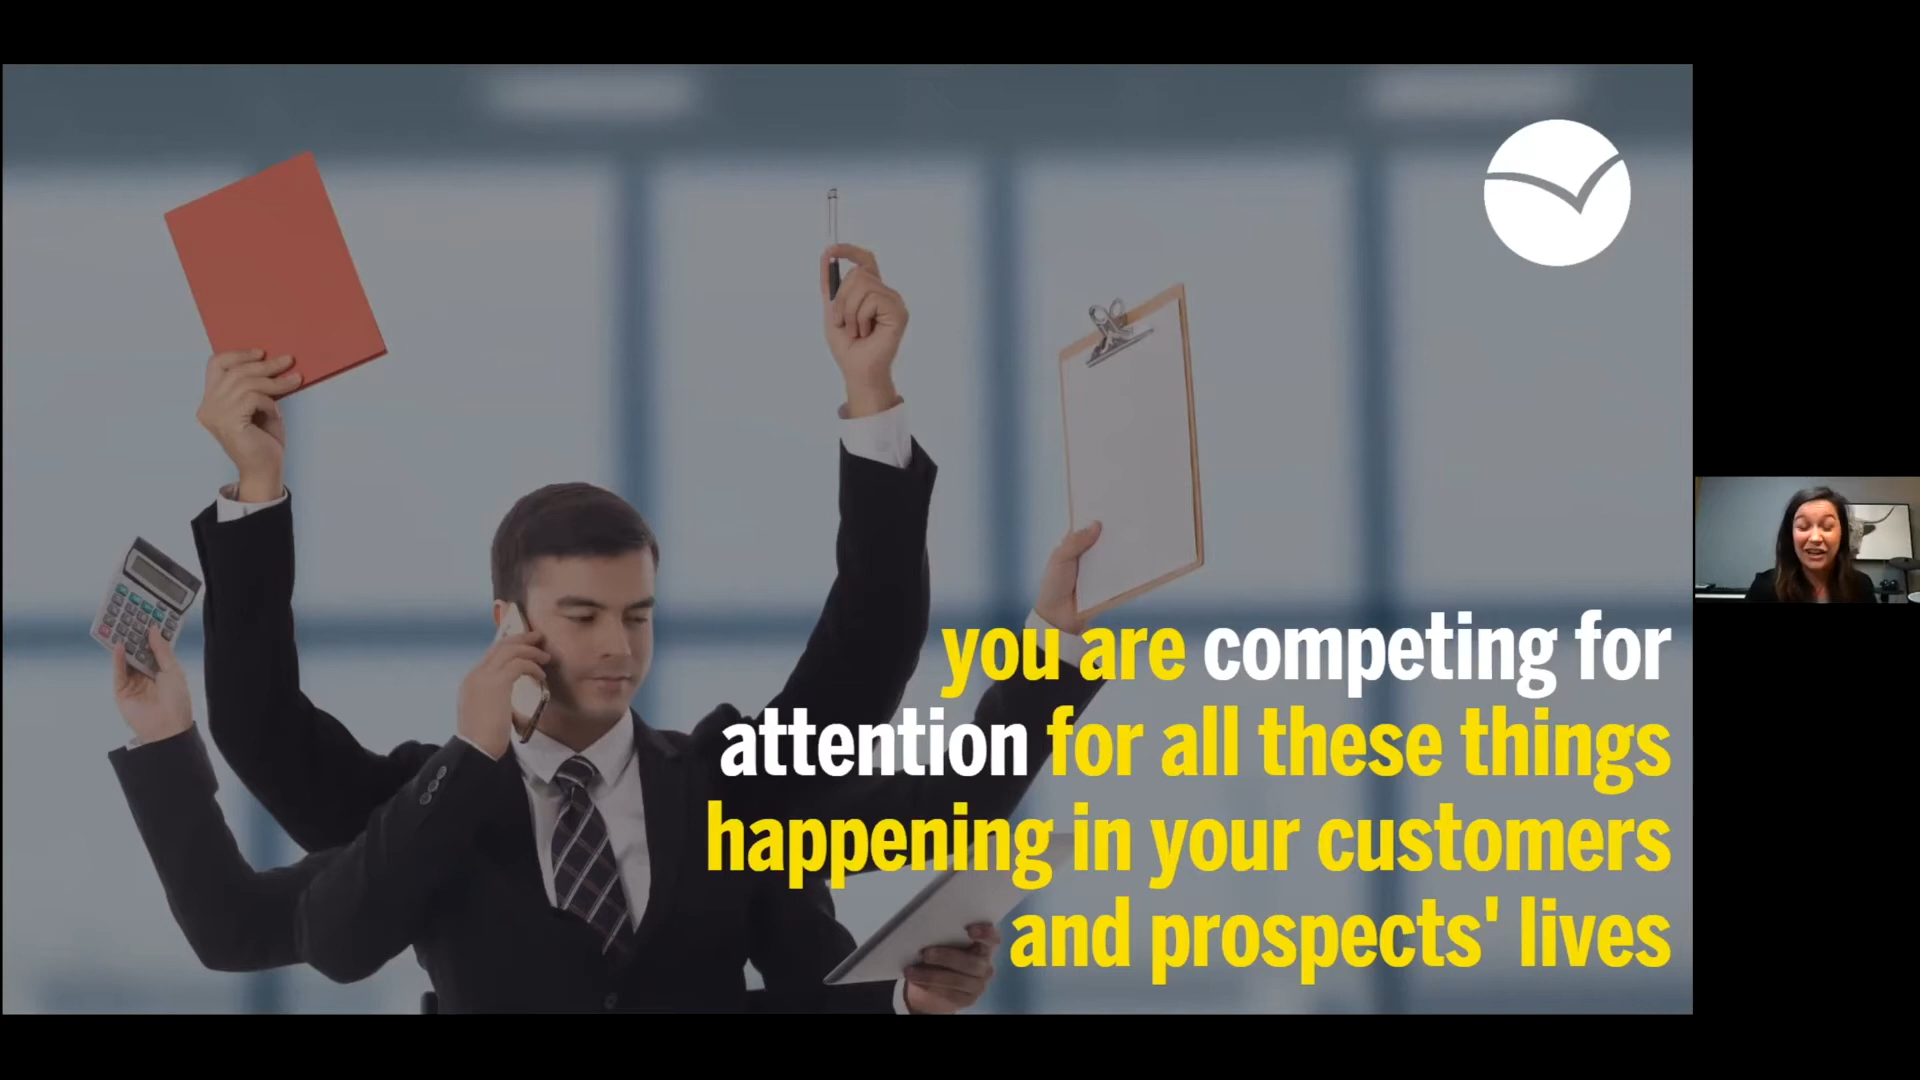 you are competing for
attention for all these things
happening in your customers
and prospects' lives